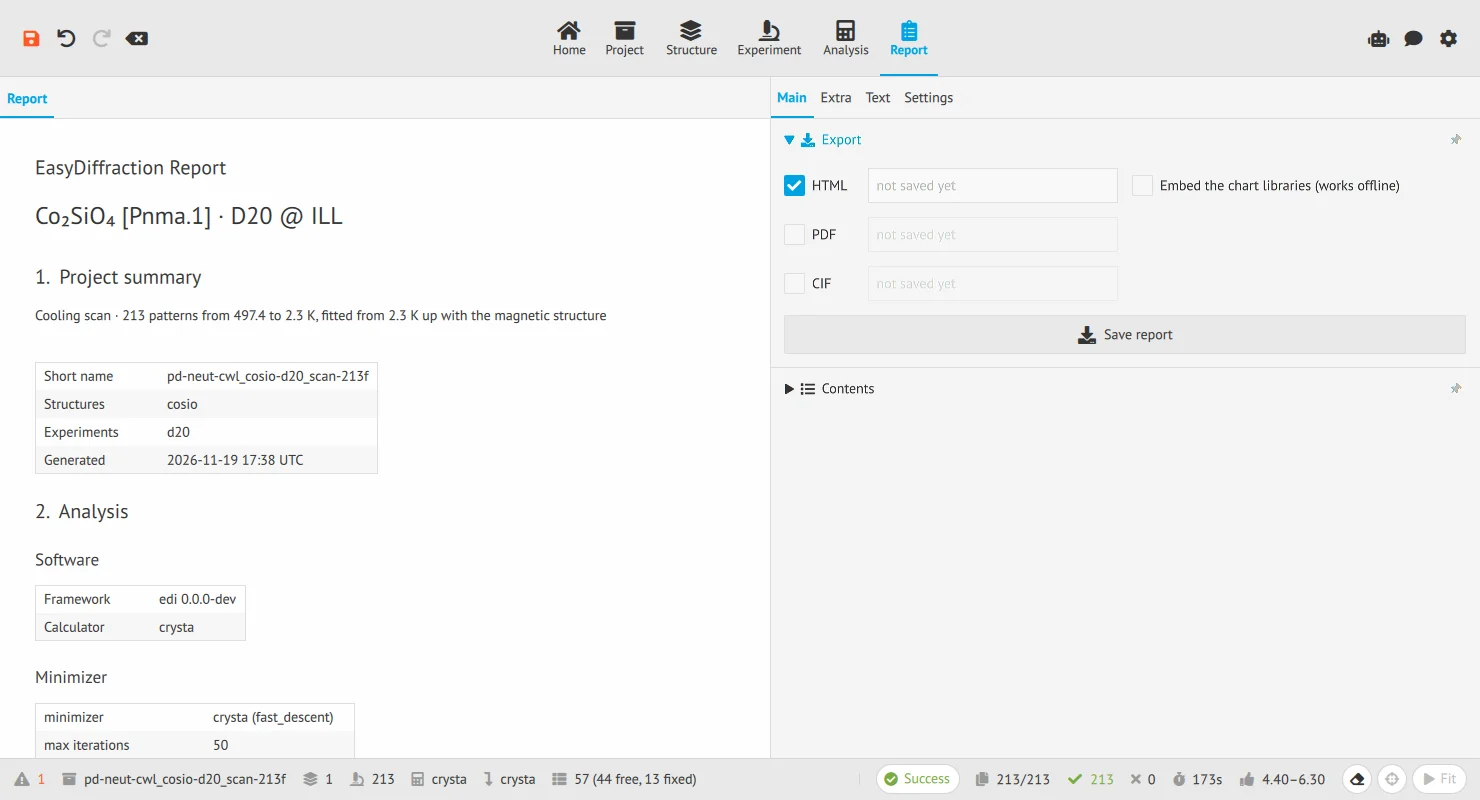 Home
Project
Structure
Experiment
Analysis
Report
Report
Main Extra Text Settings
EasyDiffraction Report
Co₂SiO₄ [Pnma.1] · D20 @ ILL
1. Project summary
Cooling scan · 213 patterns from 497.4 to 2.3 K, fitted from 2.3 K up with the magnetic structure
Short name pd-neut-cwl_cosio-d20_scan-213f
Structures cosio
Experiments d20
Generated 2026-11-19 17:38 UTC
2. Analysis
Software
Framework edi 0.0.0-dev
Calculator crysta
Minimizer
minimizer crysta (fast_descent)
max iterations 50
Export
HTML not saved yet Embed the chart libraries (works offline)
PDF not saved yet
CIF not saved yet
Save report
Contents
1 pd-neut-cwl_cosio-d20_scan-213f 1 213 crysta crysta 57 (44 free, 13 fixed) Success 213/213 213 0 173s 4.40–6.30 Fit